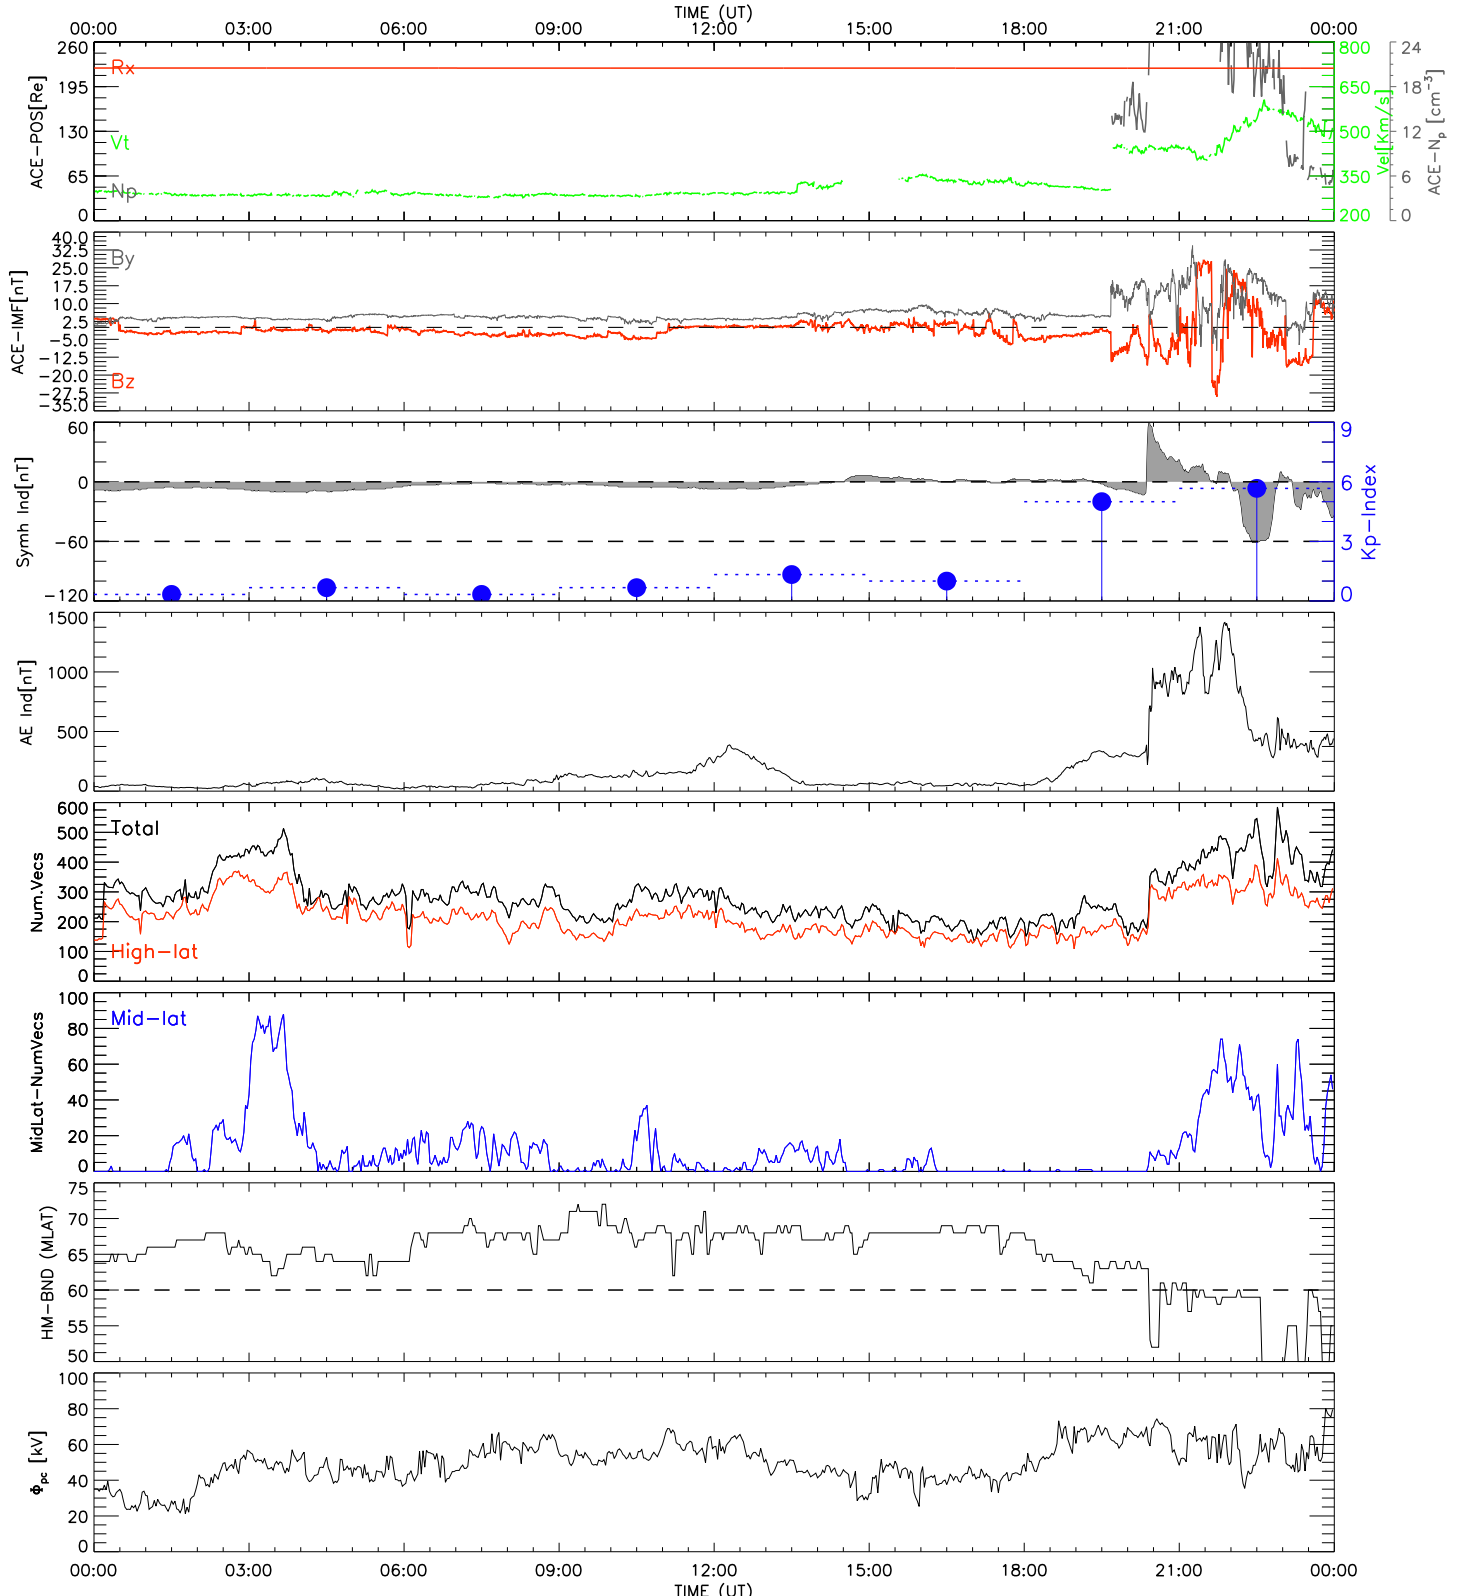 TIME (UT)
00:00 03:00 06:00 09:00 12:00 15:00 18:00 21:00 00:00
260 195 130 65 0
ACE-POS[Re]
Rx
Vt
Np
800 650 500 350 200
Vel[Km/s]
24 18 12 6 0
ACE-Np [cm-3]
40.0 32.5 25.0 17.5 10.0 2.5 -5.0 -12.5 -20.0 -27.5 -35.0
ACE-IMF[nT]
By
Bz
60 0 -60 -120
Symh Ind[nT]
9 6 3 0
Kp-Index
1500 1000 500 0
AE Ind[nT]
600 500 400 300 200 100 0
Num.Vecs
Total
High-lat
100 80 60 40 20 0
MidLat-NumVecs
Mid-lat
75 70 65 60 55 50
HM-BND (MLAT)
100 80 60 40 20 0
Φpc [kV]
00:00 03:00 06:00 09:00 12:00 15:00 18:00 21:00 00:00
TIME (UT)